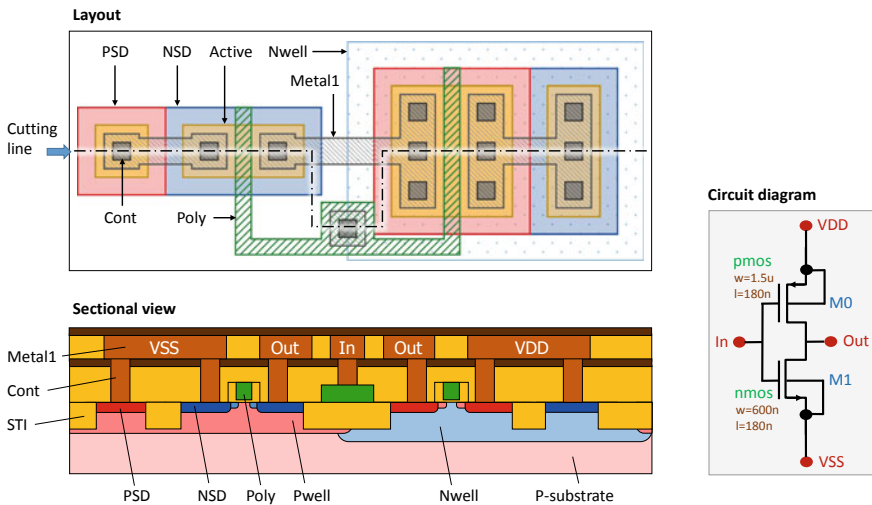 Layout
PSD NSD Active Nwell
Metal1
Cutting
line
Cont
Poly
Sectional view
Metal1
Cont
STI
VSS Out In Out VDD
PSD NSD Poly Pwell Nwell P-substrate
Circuit diagram
VDD
pmos
w=1.5u
l=180n
M0
In
Out
M1
nmos
w=600n
l=180n
VSS